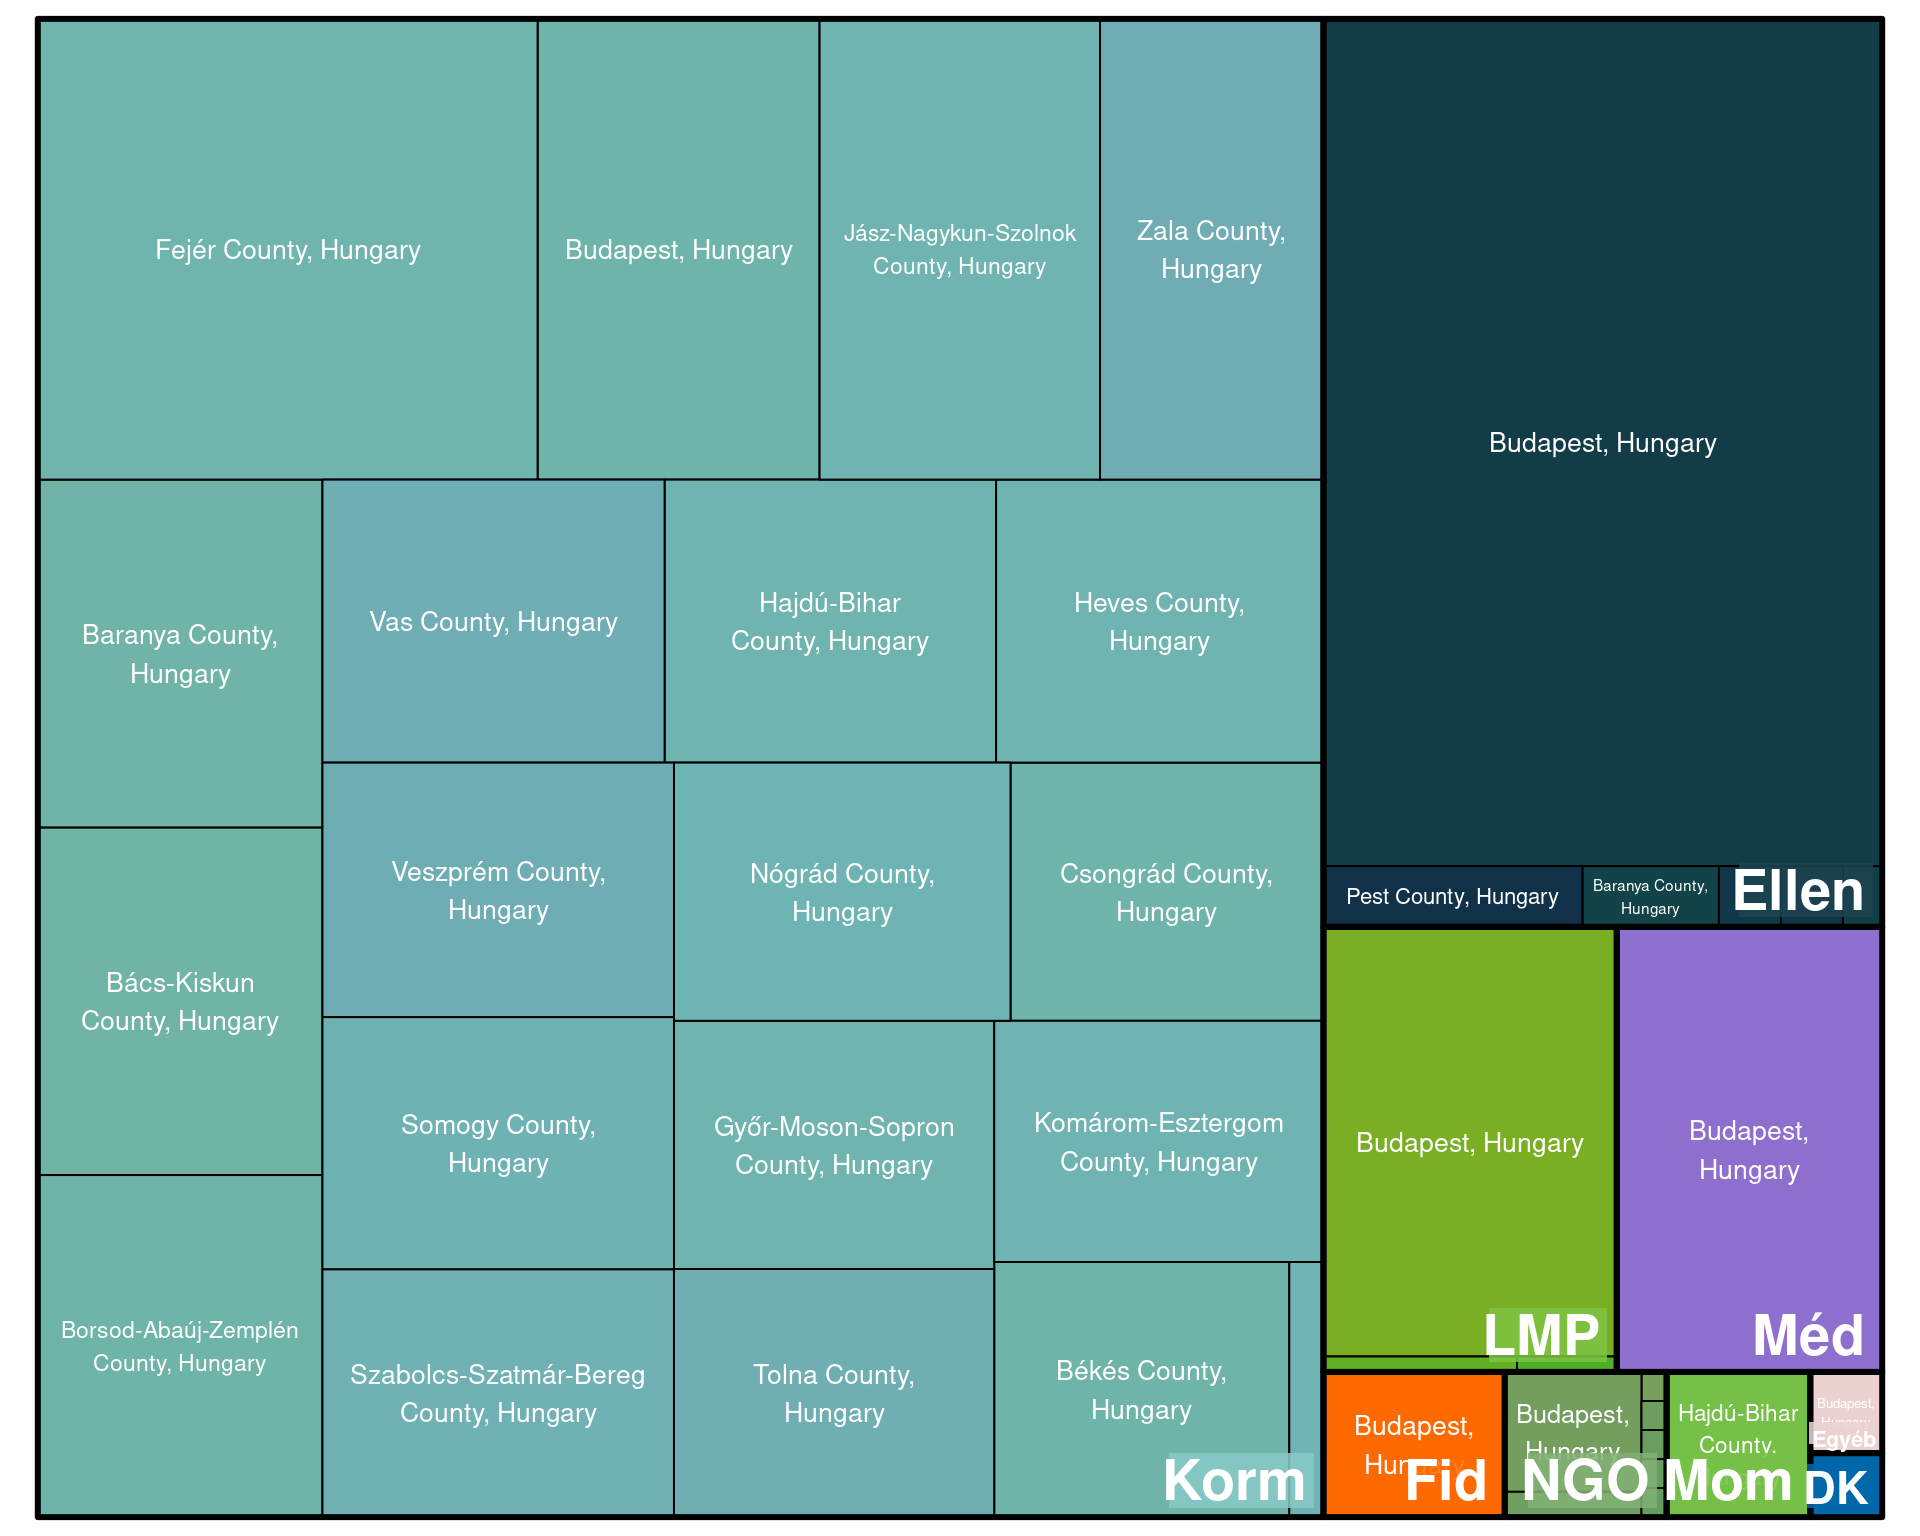 Fejér County, Hungary
Budapest, Hungary
Jász-Nagykun-Szolnok
County, Hungary
Zala County,
Hungary
Baranya County,
Hungary
Vas County, Hungary
Hajdú-Bihar
County, Hungary
Heves County,
Hungary
Bács-Kiskun
County, Hungary
Veszprém County,
Hungary
Nógrád County,
Hungary
Csongrád County,
Hungary
Somogy County,
Hungary
Győr-Moson-Sopron
County, Hungary
Komárom-Esztergom
County, Hungary
Borsod-Abaúj-Zemplén
County, Hungary
Szabolcs-Szatmár-Bereg
County, Hungary
Tolna County,
Hungary
Békés County,
Hungary
Korm
Budapest, Hungary
Pest County, Hungary
Baranya County,
Hungary
Ellen
Budapest, Hungary
LMP
Budapest,
Hungary
Méd
Budapest,
Hungary
Fid
Budapest,
Hungary
NGO
Hajdú-Bihar
County,
Mom
Budapest,
Hungary
Egyéb
DK